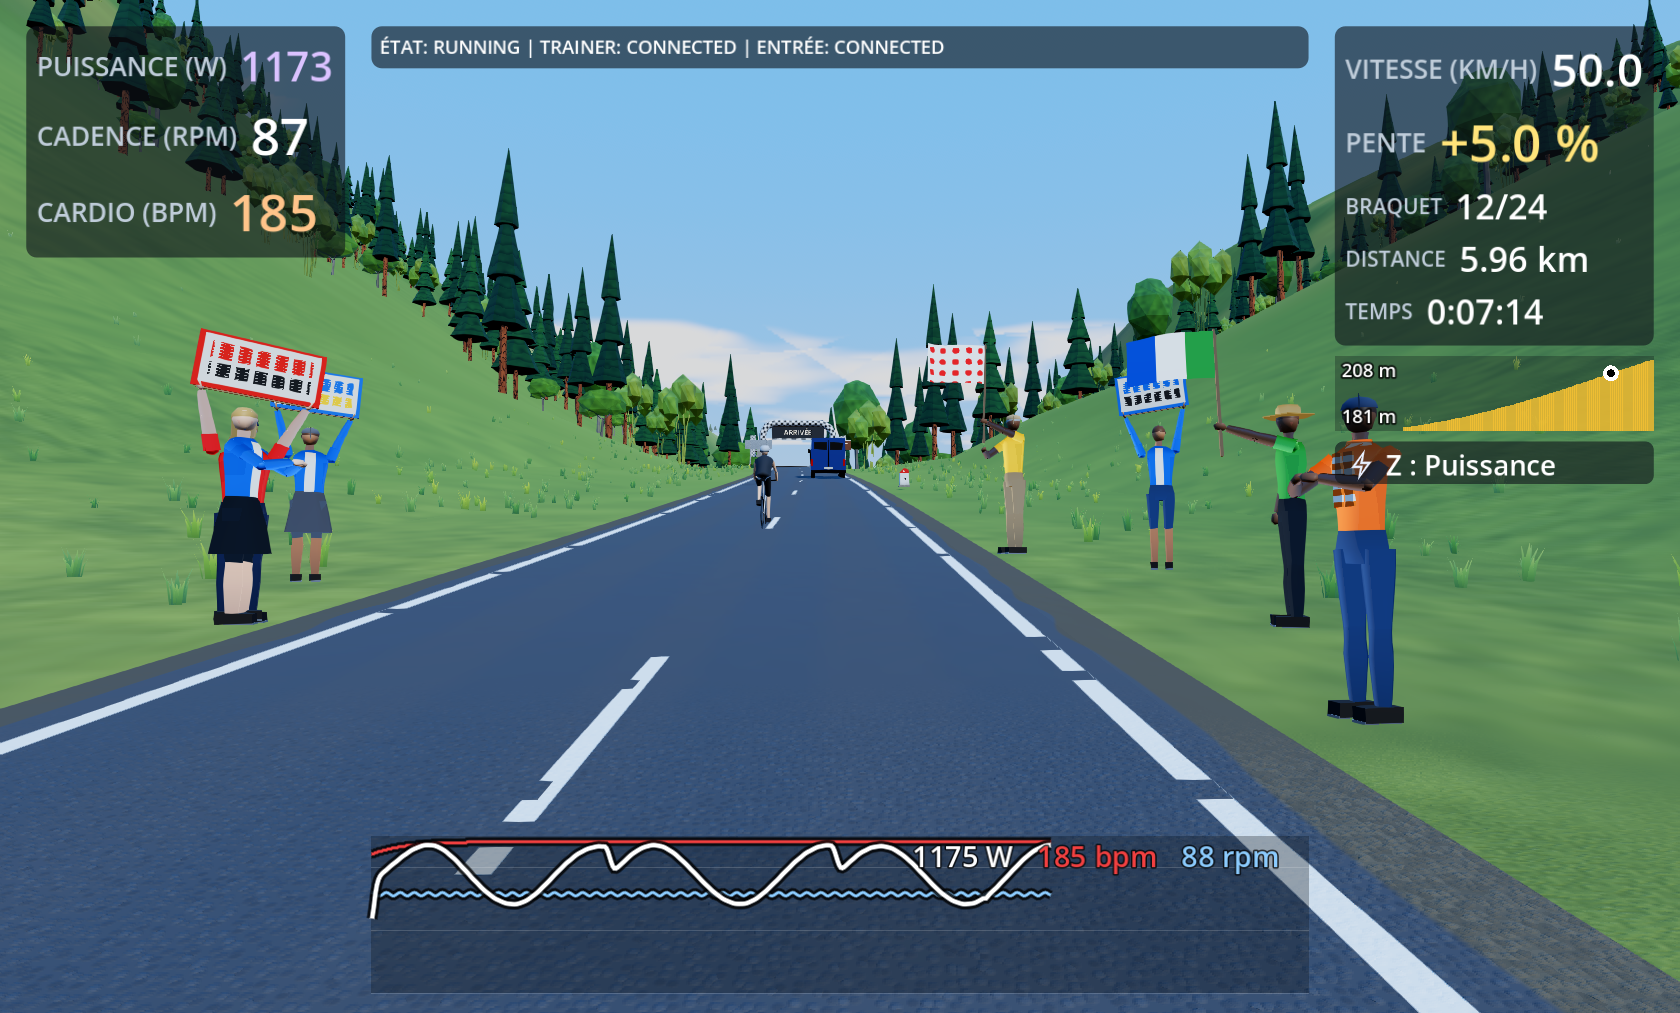 PUISSANCE (W) 1173
CADENCE (RPM) 87
CARDIO (BPM) 185
ÉTAT: RUNNING | TRAINER: CONNECTED | ENTRÉE: CONNECTED
VITESSE (KM/H) 50.0
PENTE +5.0 %
BRAQUET 12/24
DISTANCE 5.96 km
TEMPS 0:07:14
208 m
181 m
Z : Puissance
ARRIVÉE
1175 W 185 bpm 88 rpm